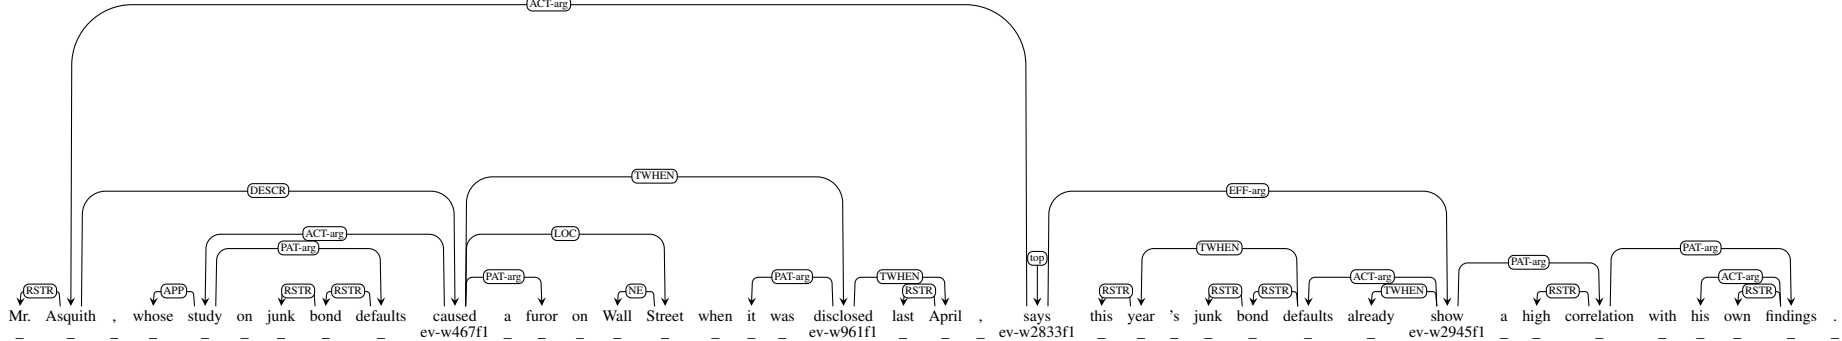 ACT-arg
TWHEN
DESCR EFF-arg
ACT-arg LOC
PAT-arg TWHEN PAT-arg
top
PAT-arg
PAT-arg PAT-arg TWHEN ACT-arg ACT-arg
RSTR APP RSTR RSTR NE RSTR RSTR RSTR RSTR TWHEN RSTR RSTR
Mr. Asquith , whose study on junk bond defaults caused a furor on Wall Street when it was disclosed last April , says this year 's junk bond defaults already show a high correlation with his own findings .
_ _ _ _ _ _ _ _ _ ev-w467f1 _ _ _ _ _ _ _ _ ev-w961f1 _ _ _ ev-w2833f1 _ _ _ _ _ _ _ ev-w2945f1 _ _ _ _ _ _ _ _